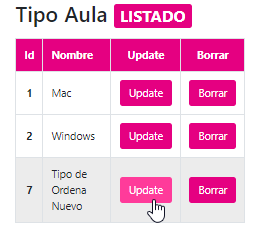 Tipo Aula LISTADO
Id Nombre Update Borrar
1 Mac Update Borrar
2 Windows Update Borrar
7 Tipo de Ordena Nuevo Update Borrar